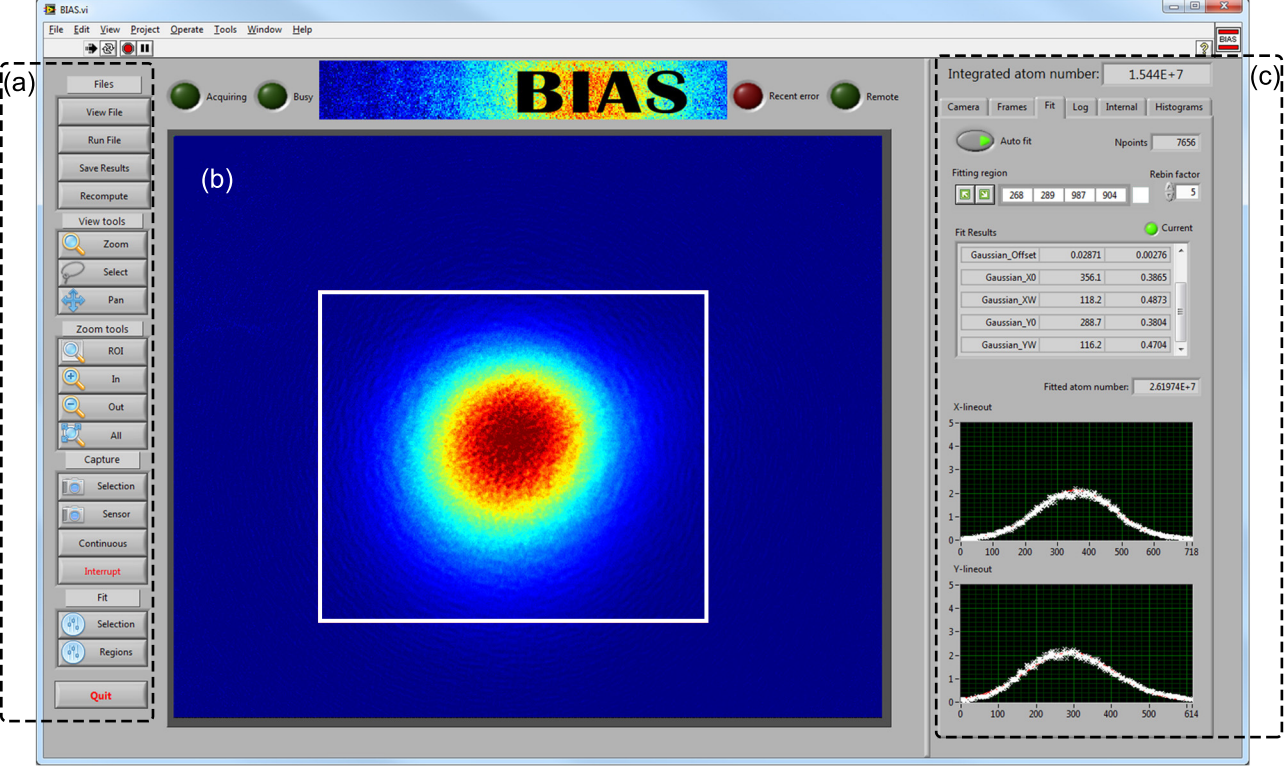 BIAS.vi
File Edit View Project Operate Tools Window Help
BIAS
(a)
Files
View File
Run File
Save Results
Recompute
View tools
Zoom
Select
Pan
Zoom tools
ROI
In
Out
All
Capture
Selection
Sensor
Continuous
Interrupt
Fit
Selection
Regions
Quit
Acquiring
Busy
BIAS
Recent error
Remote
(b)
(c)
Integrated atom number: 1.544E+7
Camera Frames Fit Log Internal Histograms
Auto fit
Npoints 7656
Fitting region
Rebin factor
268 289 987 904
5
Fit Results
Current
Gaussian_Offset 0.02871 0.00276
Gaussian_X0 356.1 0.3865
Gaussian_XW 118.2 0.4873
Gaussian_Y0 288.7 0.3804
Gaussian_YW 116.2 0.4704
Fitted atom number: 2.61974E+7
X-lineout
5
4
3
2
1
0
0 100 200 300 400 500 600 718
Y-lineout
5
4
3
2
1
0
0 100 200 300 400 500 614